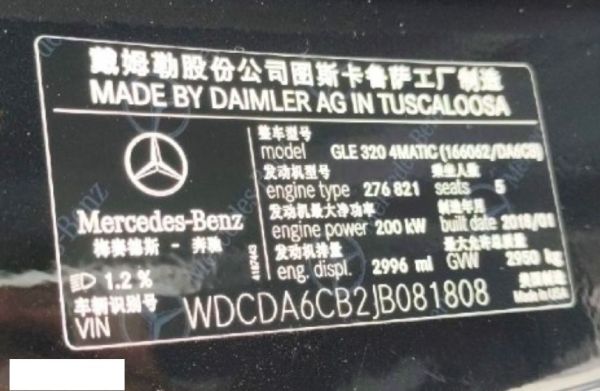 戴姆勒股份公司图斯卡鲁萨工厂制造
MADE BY DAIMLER AG IN TUSCALOOSA
整车型号
model GLE 320 4MATIC (166062/DA6CB)
发动机型号 乘坐人数
engine type 276 821 seats 5
发动机最大净功率 制造年月
engine power 200 kW built date 2018/01
发动机排量 最大允许总质量
eng. displ. 2996 ml GVW 2950 kg
Mercedes-Benz
梅赛德斯 - 奔驰
1.2 %
车辆识别号
VIN WDCDA6CB2JB081808
美国制造
Made in USA